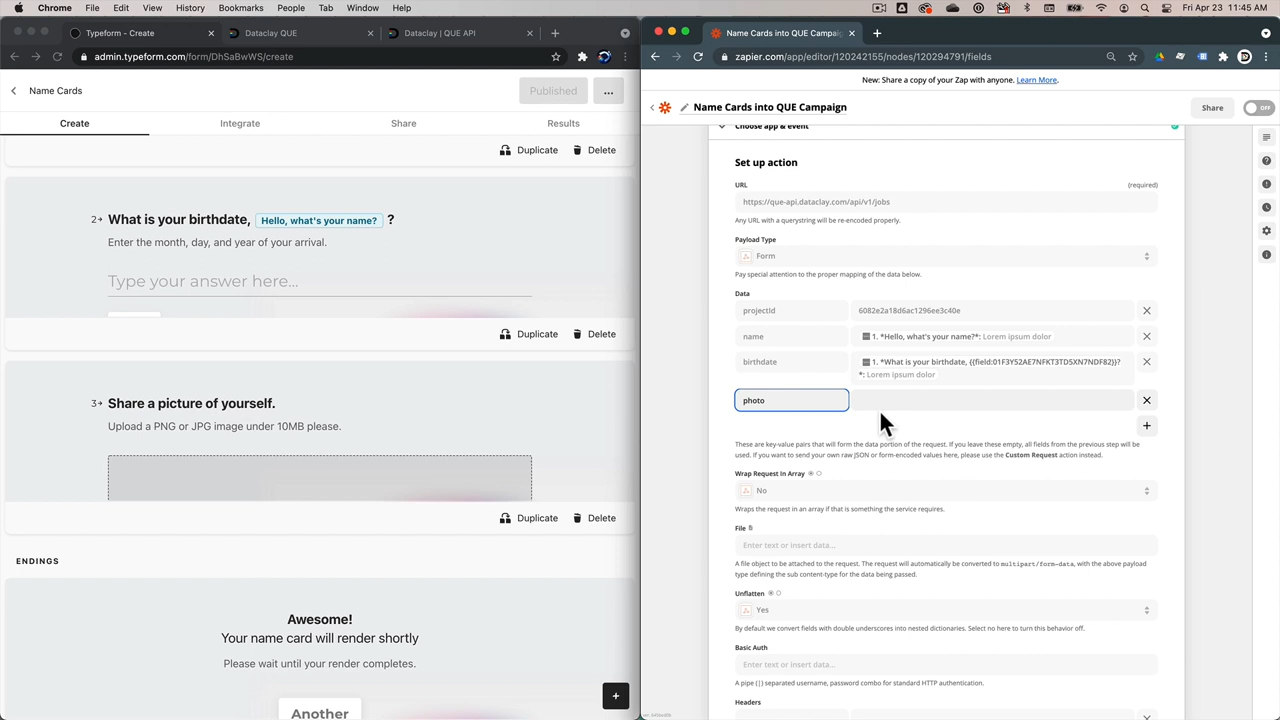 Chrome File Edit View History Bookmarks People Tab Window Help
Fri Apr 23 11:45 AM
Typeform - Create
Dataclay QUE
Dataclay | QUE API
admin.typeform.com/form/DhSaBwWS/create
Name Cards
Published
...
Create
Integrate
Share
Results
Duplicate
Delete
2 What is your birthdate, Hello, what's your name? ?
Enter the month, day, and year of your arrival.
Type your answer here...
Duplicate
Delete
3 Share a picture of yourself.
Upload a PNG or JPG image under 10MB please.
Duplicate
Delete
ENDINGS
Awesome!
Your name card will render shortly
Please wait until your render completes.
Another
Name Cards into QUE Campai
zapier.com/app/editor/120242155/nodes/120294791/fields
New: Share a copy of your Zap with anyone. Learn More.
Name Cards into QUE Campaign
Share
OFF
Choose app & event
Set up action
URL
(required)
https://que-api.dataclay.com/api/v1/jobs
Any URL with a querystring will be re-encoded properly.
Payload Type
Form
Pay special attention to the proper mapping of the data below.
Data
projectId
6082e2a18d6ac1296ee3c40e
name
1. *Hello, what's your name?*: Lorem ipsum dolor
birthdate
1. *What is your birthdate, {{field:01F3Y52AE7NFKT3TD5XN7NDF82}}?
*: Lorem ipsum dolor
photo
These are key-value pairs that will form the data portion of the request. If you leave these empty, all fields from the previous step will be
used. If you want to send your own raw JSON or form-encoded values here, please use the Custom Request action instead.
Wrap Request In Array
No
Wraps the request in an array if that is something the service requires.
File
Enter text or insert data...
A file object to be attached to the request. The request will automatically be converted to multipart/form-data, with the above payload
type defining the sub content-type for the data being passed.
Unflatten
Yes
By default we convert fields with double underscores into nested dictionaries. Select no here to turn this behavior off.
Basic Auth
Enter text or insert data...
A pipe (|) separated username, password combo for standard HTTP authentication.
Headers